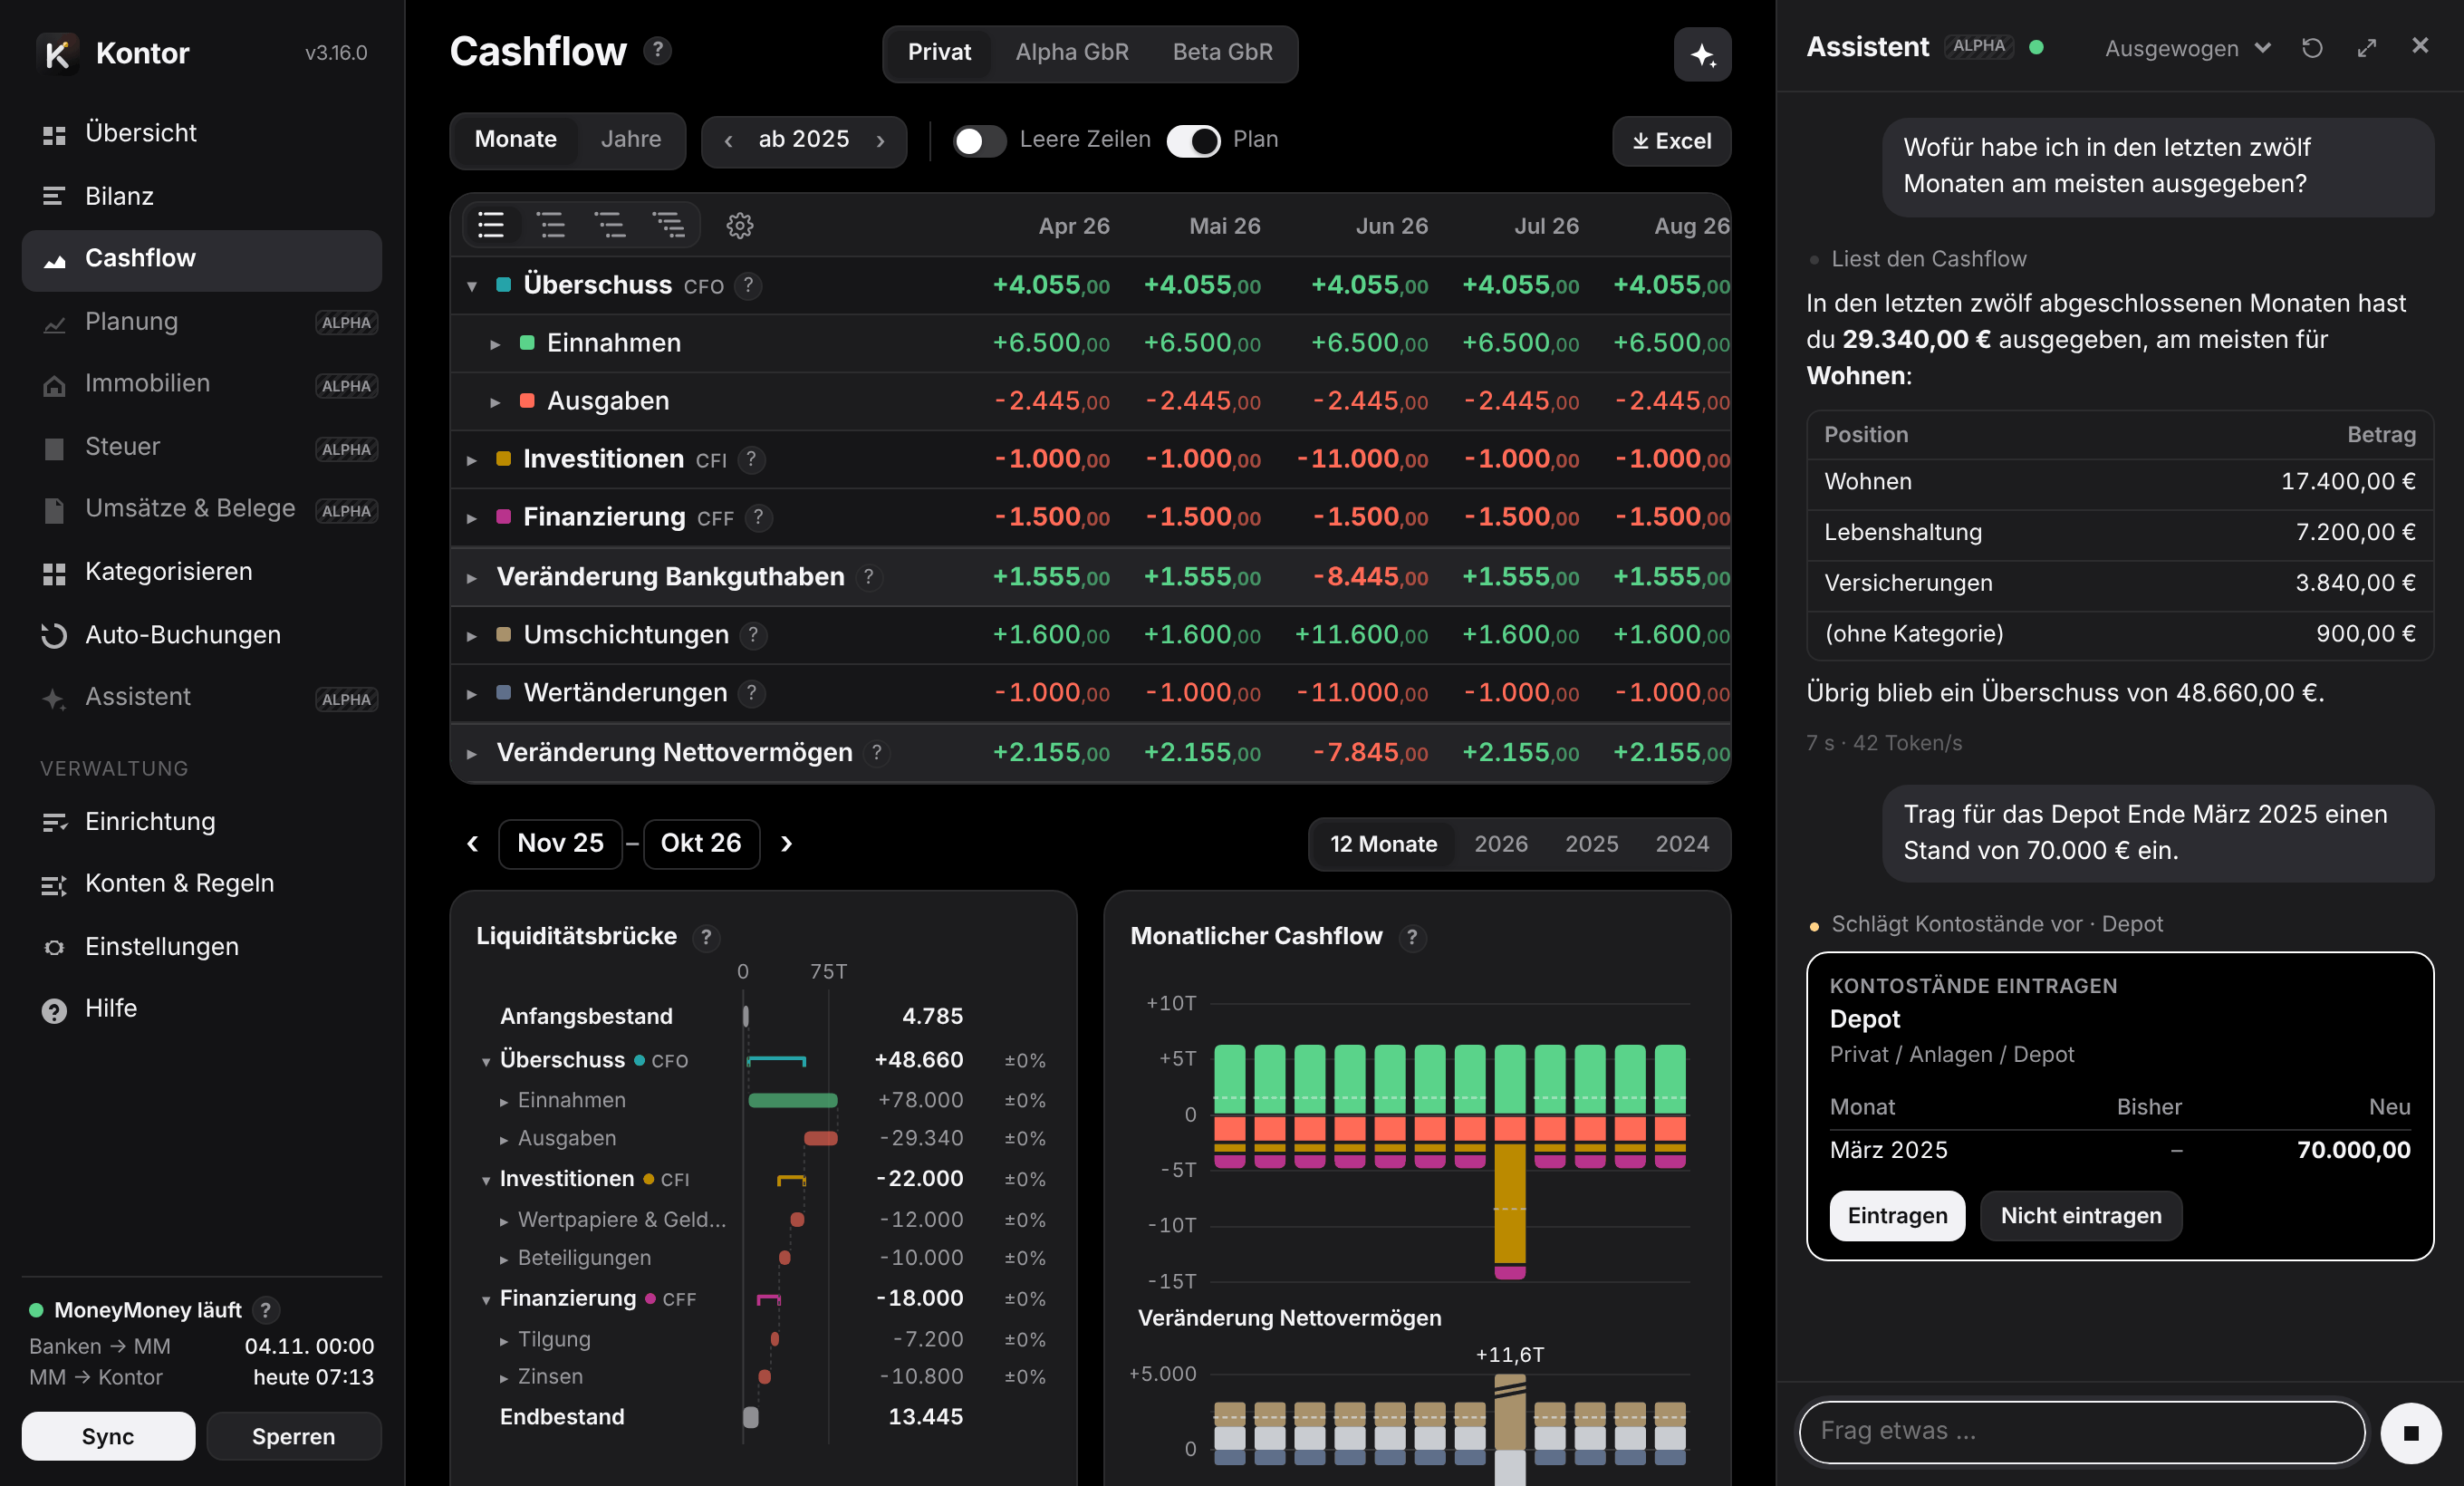 Kontor
v3.16.0
Übersicht
Bilanz
Cashflow
Planung ALPHA
Immobilien ALPHA
Steuer ALPHA
Umsätze & Belege ALPHA
Kategorisieren
Auto-Buchungen
Assistent ALPHA
VERWALTUNG
Einrichtung
Konten & Regeln
Einstellungen
Hilfe
MoneyMoney läuft ?
Banken → MM 04.11. 00:00
MM → Kontor heute 07:13
Sync Sperren
Cashflow ?
Privat Alpha GbR Beta GbR
Monate Jahre ‹ ab 2025 › Leere Zeilen Plan Excel
Apr 26 Mai 26 Jun 26 Jul 26 Aug 26
Überschuss CFO ? +4.055,00 +4.055,00 +4.055,00 +4.055,00 +4.055,00
Einnahmen +6.500,00 +6.500,00 +6.500,00 +6.500,00 +6.500,00
Ausgaben -2.445,00 -2.445,00 -2.445,00 -2.445,00 -2.445,00
Investitionen CFI ? -1.000,00 -1.000,00 -11.000,00 -1.000,00 -1.000,00
Finanzierung CFF ? -1.500,00 -1.500,00 -1.500,00 -1.500,00 -1.500,00
Veränderung Bankguthaben ? +1.555,00 +1.555,00 -8.445,00 +1.555,00 +1.555,00
Umschichtungen ? +1.600,00 +1.600,00 +11.600,00 +1.600,00 +1.600,00
Wertänderungen ? -1.000,00 -1.000,00 -11.000,00 -1.000,00 -1.000,00
Veränderung Nettovermögen ? +2.155,00 +2.155,00 -7.845,00 +2.155,00 +2.155,00
‹ Nov 25 – Okt 26 ›
12 Monate 2026 2025 2024
Liquiditätsbrücke ?
0 75T
Anfangsbestand 4.785
Überschuss CFO +48.660 ±0%
Einnahmen +78.000 ±0%
Ausgaben -29.340 ±0%
Investitionen CFI -22.000 ±0%
Wertpapiere & Geld... -12.000 ±0%
Beteiligungen -10.000 ±0%
Finanzierung CFF -18.000 ±0%
Tilgung -7.200 ±0%
Zinsen -10.800 ±0%
Endbestand 13.445
Monatlicher Cashflow ?
+10T
+5T
0
-5T
-10T
-15T
Veränderung Nettovermögen
+11,6T
+5.000
0
Assistent ALPHA Ausgewogen
Wofür habe ich in den letzten zwölf
Monaten am meisten ausgegeben?
Liest den Cashflow
In den letzten zwölf abgeschlossenen Monaten hast
du 29.340,00 € ausgegeben, am meisten für
Wohnen:
Position Betrag
Wohnen 17.400,00 €
Lebenshaltung 7.200,00 €
Versicherungen 3.840,00 €
(ohne Kategorie) 900,00 €
Übrig blieb ein Überschuss von 48.660,00 €.
7 s · 42 Token/s
Trag für das Depot Ende März 2025 einen
Stand von 70.000 € ein.
Schlägt Kontostände vor · Depot
KONTOSTÄNDE EINTRAGEN
Depot
Privat / Anlagen / Depot
Monat Bisher Neu
März 2025 – 70.000,00
Eintragen Nicht eintragen
Frag etwas ...